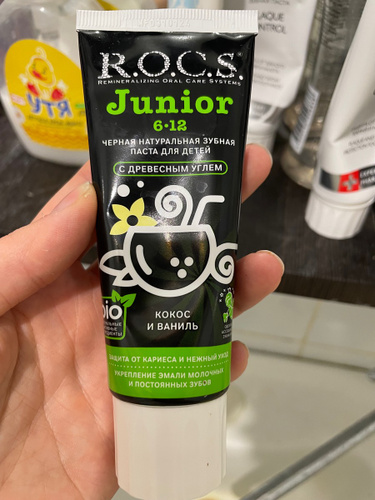 R.O.C.S.
REMINERALIZING ORAL CARE SYSTEMS
Junior
6-12
ЧЕРНАЯ НАТУРАЛЬНАЯ ЗУБНАЯ
ПАСТА ДЛЯ ДЕТЕЙ
С ДРЕВЕСНЫМ УГЛЕМ
bio
КОКОС
И ВАНИЛЬ
ЗАЩИТА ОТ КАРИЕСА И НЕЖНЫЙ УХОД
УКРЕПЛЕНИЕ ЭМАЛИ МОЛОЧНЫХ
И ПОСТОЯННЫХ ЗУБОВ
УТЯ